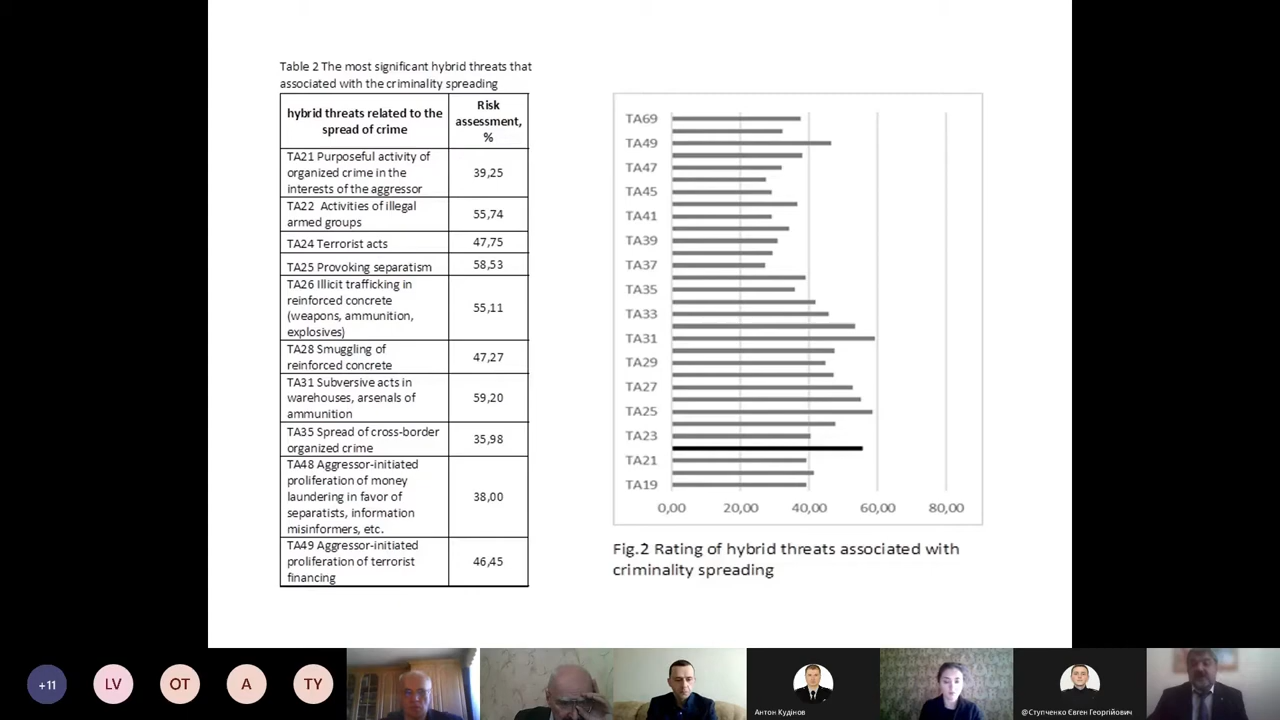 Table 2 The most significant hybrid threats that
associated with the criminality spreading
hybrid threats related to the
spread of crime
Risk
assessment,
%
TA21 Purposeful activity of
organized crime in the
interests of the aggressor
39,25
TA22 Activities of illegal
armed groups
55,74
TA24 Terrorist acts
47,75
TA25 Provoking separatism
58,53
TA26 Illicit trafficking in
reinforced concrete
(weapons, ammunition,
explosives)
55,11
TA28 Smuggling of
reinforced concrete
47,27
TA31 Subversive acts in
warehouses, arsenals of
ammunition
59,20
TA35 Spread of cross-border
organized crime
35,98
TA48 Aggressor-initiated
proliferation of money
laundering in favor of
separatists, information
misinformers, etc.
38,00
TA49 Aggressor-initiated
proliferation of terrorist
financing
46,45
TA69
TA49
TA47
TA45
TA41
TA39
TA37
TA35
TA33
TA31
TA29
TA27
TA25
TA23
TA21
TA19
0,00 20,00 40,00 60,00 80,00
Fig.2 Rating of hybrid threats associated with
criminality spreading
+11
LV
OT
A
TY
Антон Кудінов
@Ступченко Євген Георгійович